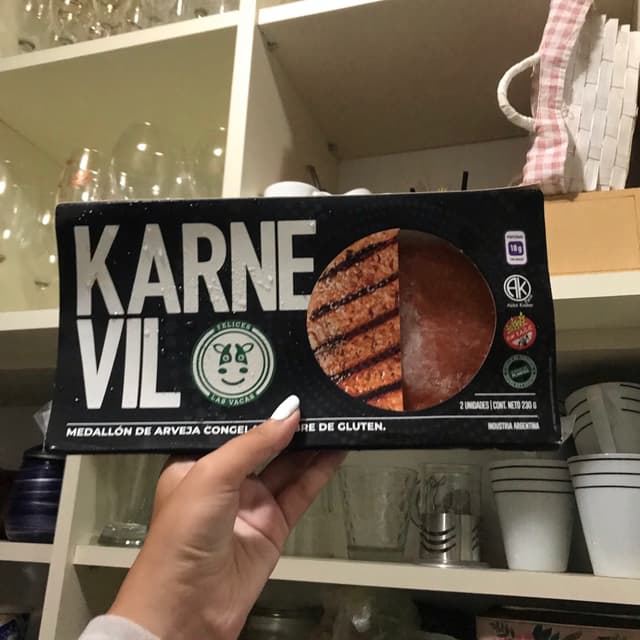 KARNE
VIL
FELICES
LAS VACAS
18 g
AK
Ajdut Kosher
MEDALLÓN DE ARVEJA CONGEL RE DE GLUTEN.
2 UNIDADES | CONT. NETO 230 G
INDUSTRIA ARGENTINA